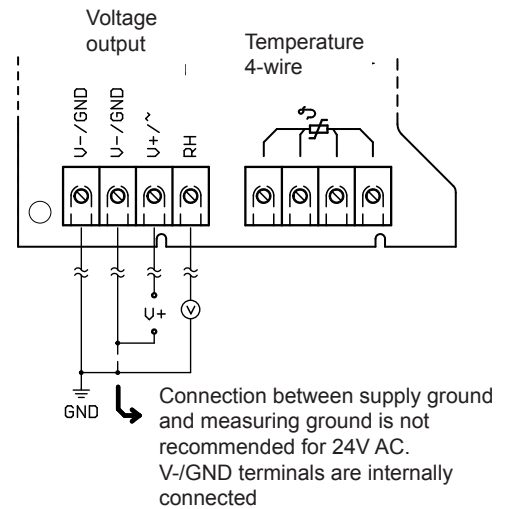 Voltage
output
Temperature
4-wire
V-/GND
V-/GND
V+/~
RH
V+
V
GND
Connection between supply ground
and measuring ground is not
recommended for 24V AC.
V-/GND terminals are internally
connected